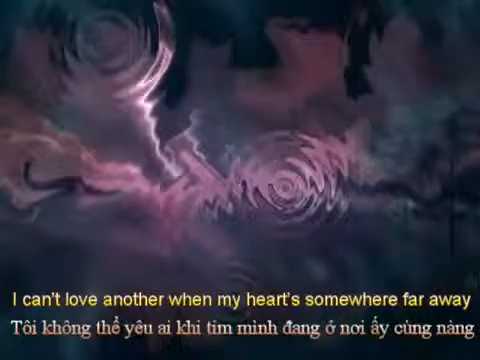 I can't love another when my heart's somewhere far away
Tôi không thể yêu ai khi tim mình đang ở nơi ấy cùng nàng